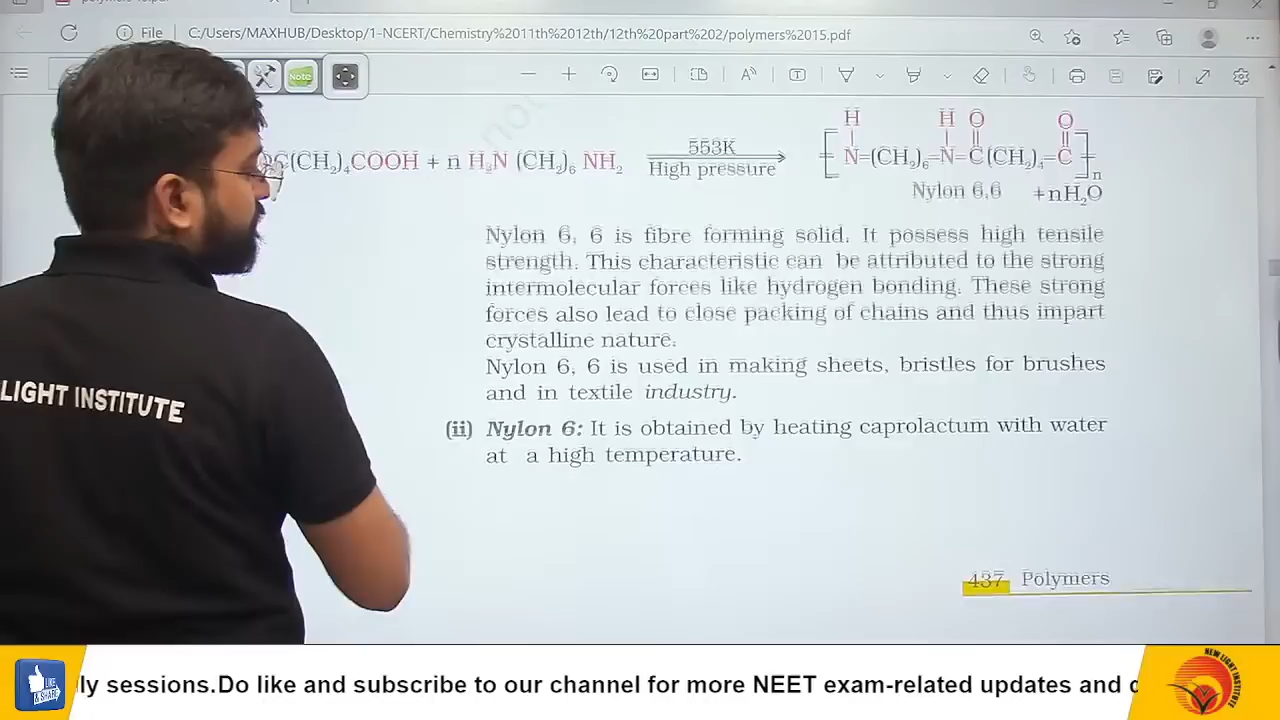 File C:/Users/MAXHUB/Desktop/1-NCERT/Chemistry%2011th%2012th/12th%20part%202/polymers%2015.pdf
Note
H H O O
C(CH₂)₄COOH + n H₂N (CH₂)₆ NH₂ 553K High pressure [N–(CH₂)₆–N–C(CH₂)₄–C]n
Nylon 6,6 +nH₂O
Nylon 6, 6 is fibre forming solid. It possess high tensile
strength. This characteristic can be attributed to the strong
intermolecular forces like hydrogen bonding. These strong
forces also lead to close packing of chains and thus impart
crystalline nature.
Nylon 6, 6 is used in making sheets, bristles for brushes
and in textile industry.
(ii) Nylon 6: It is obtained by heating caprolactum with water
at a high temperature.
437 Polymers
LIGHT INSTITUTE
LIKE & SHARE
ly sessions.Do like and subscribe to our channel for more NEET exam-related updates and
NEW LIGHT INSTITUTE